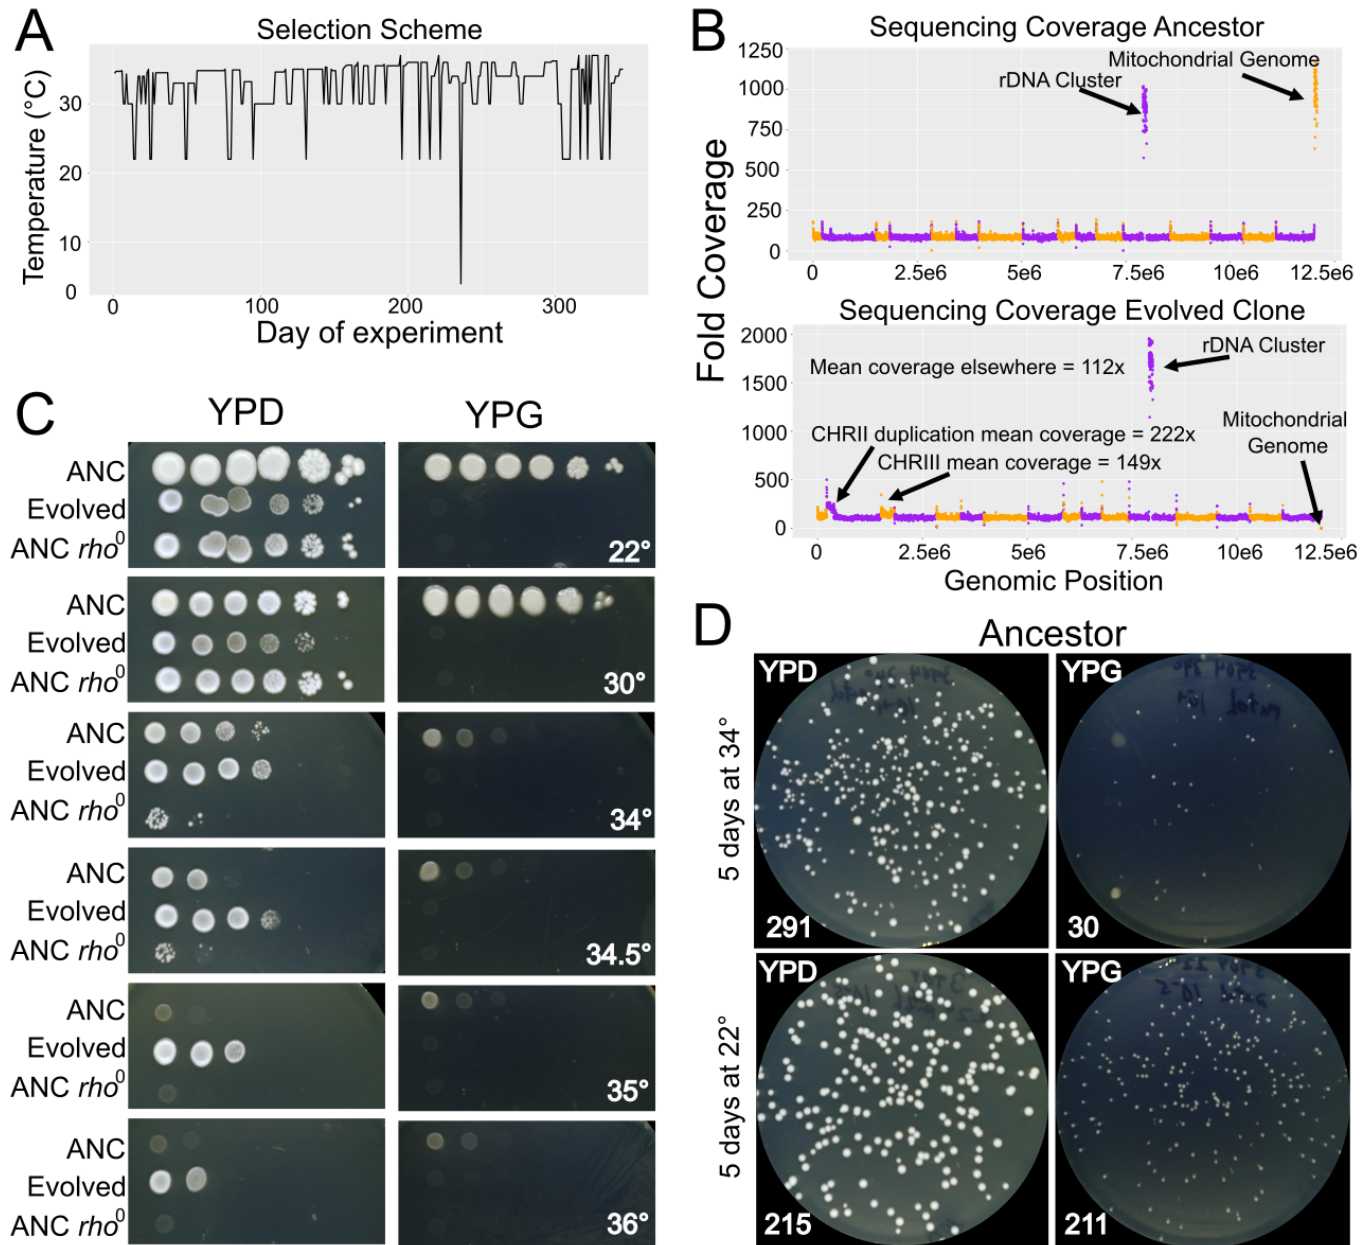 A
Selection Scheme
Temperature (°C)
30
20
10
0
0
100
200
300
Day of experiment
B
Sequencing Coverage Ancestor
Fold Coverage
1250
1000
750
500
250
0
rDNA Cluster
Mitochondrial Genome
0
2.5e6
5e6
7.5e6
10e6
12.5e6
Sequencing Coverage Evolved Clone
2000
1500
1000
500
0
Mean coverage elsewhere = 112x
rDNA Cluster
CHRII duplication mean coverage = 222x
CHRIII mean coverage = 149x
Mitochondrial
Genome
0
2.5e6
5e6
7.5e6
10e6
12.5e6
Genomic Position
C
YPD
YPG
ANC
Evolved
ANC rho⁰
22°
ANC
Evolved
ANC rho⁰
30°
ANC
Evolved
ANC rho⁰
34°
ANC
Evolved
ANC rho⁰
34.5°
ANC
Evolved
ANC rho⁰
35°
ANC
Evolved
ANC rho⁰
36°
D
Ancestor
5 days at 34°
YPD
291
YPG
30
5 days at 22°
YPD
215
YPG
211